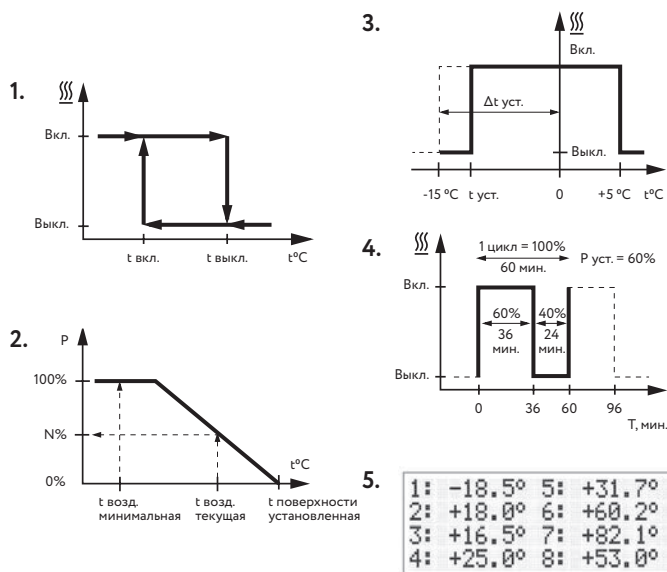 1.
Вкл.
Выкл.
t вкл.
t выкл.
t°C
2.
P
100%
N%
0%
t°C
t возд.
минимальная
t возд.
текущая
t поверхности
установленная
3.
Вкл.
Δt уст.
Выкл.
-15 °C
t уст.
0
+5 °C
t°C
4.
1 цикл = 100%
60 мин.
P уст. = 60%
Вкл.
60%
36
мин.
40%
24
мин.
Выкл.
0
36
60
96
T, мин.
5.
1: -18.5° 5: +31.7°
2: +18.0° 6: +60.2°
3: +16.5° 7: +82.1°
4: +25.0° 8: +53.0°